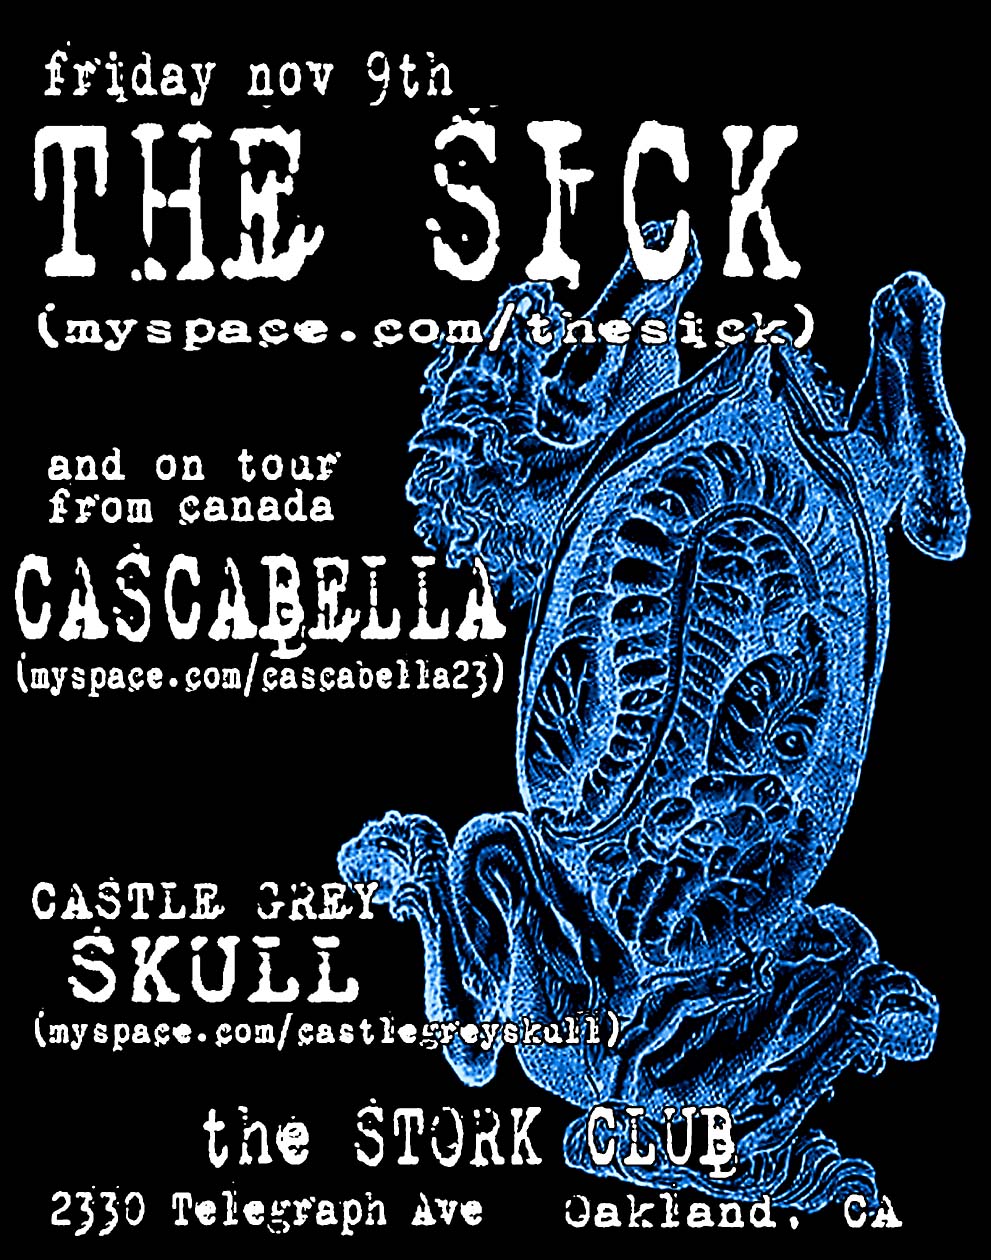 friday nov 9th
THE SICK
(myspace.com/thesick)
and on tour
from canada
CASCABELLA
(myspace.com/cascabella23)
CASTLE GREY
SKULL
(myspace.com/castlegreyskull)
the STORK CLUB
2330 Telegraph Ave Oakland, CA